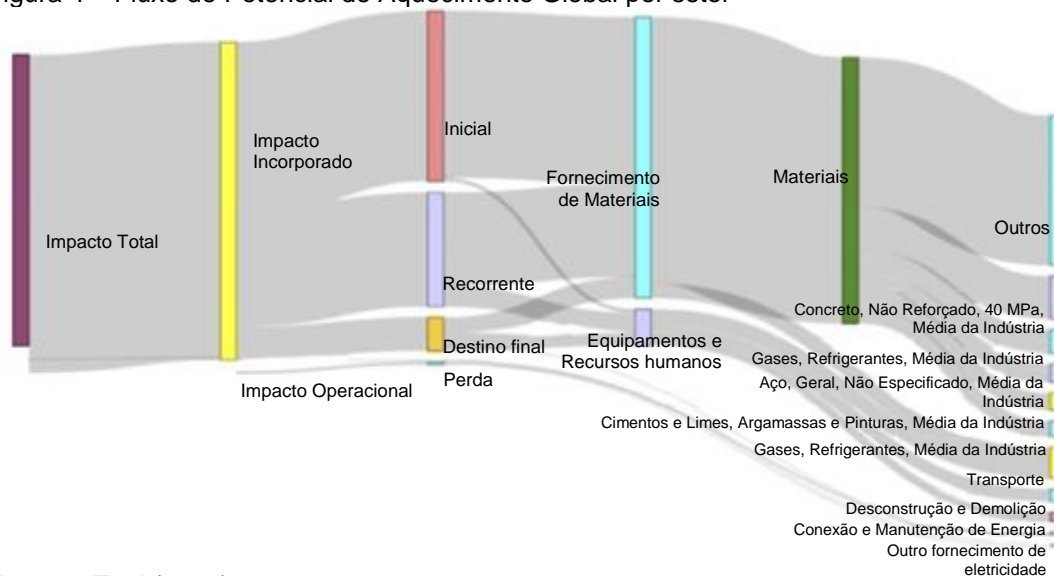 Impacto Total
Impacto
Incorporado
Impacto Operacional
Inicial
Recorrente
Destino final
Perda
Fornecimento
de Materiais
Equipamentos e
Recursos humanos
Materiais
Outros
Concreto, Não Reforçado, 40 MPa,
Média da Indústria
Gases, Refrigerantes, Média da Indústria
Aço, Geral, Não Especificado, Média da
Indústria
Cimentos e Limes, Argamassas e Pinturas, Média da Indústria
Gases, Refrigerantes, Média da Indústria
Transporte
Desconstrução e Demolição
Conexão e Manutenção de Energia
Outro fornecimento de
eletricidade